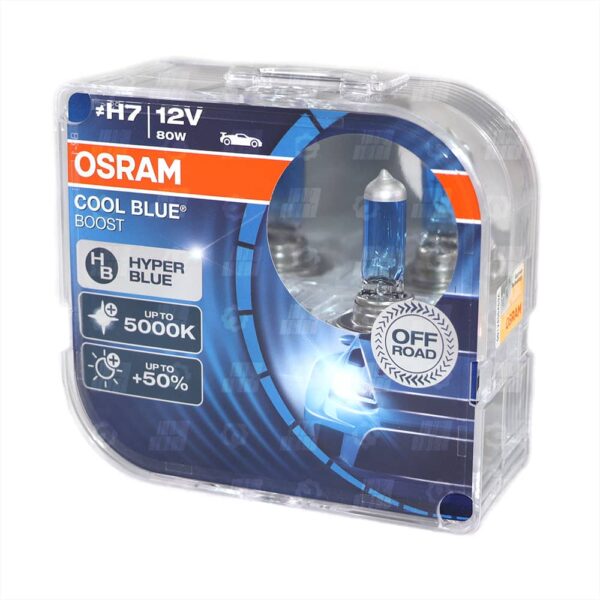 ≠H7 12V
80W
OSRAM
COOL BLUE®
BOOST
HB
HYPER
BLUE
UP TO
5000K
UP TO
+50%
OFF
ROAD
OSRAM